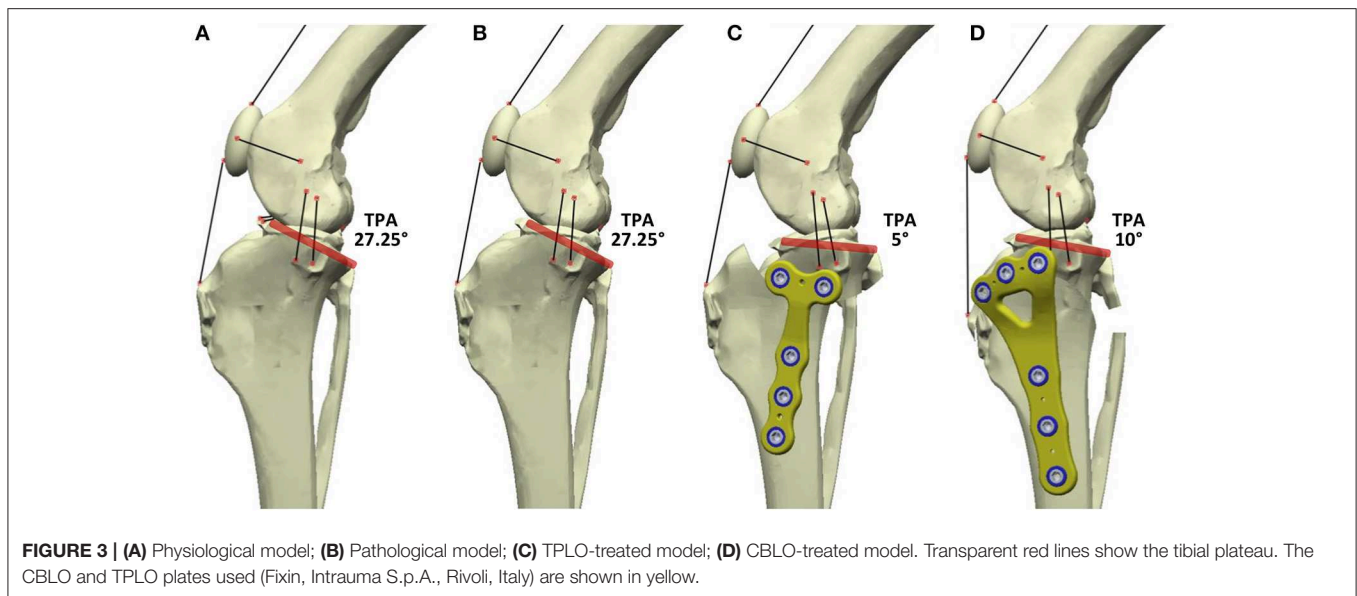 A
B
C
D
TPA
27.25°
TPA
27.25°
TPA
5°
TPA
10°
FIGURE 3 | (A) Physiological model; (B) Pathological model; (C) TPLO-treated model; (D) CBLO-treated model. Transparent red lines show the tibial plateau. The
CBLO and TPLO plates used (Fixin, Intrauma S.p.A., Rivoli, Italy) are shown in yellow.